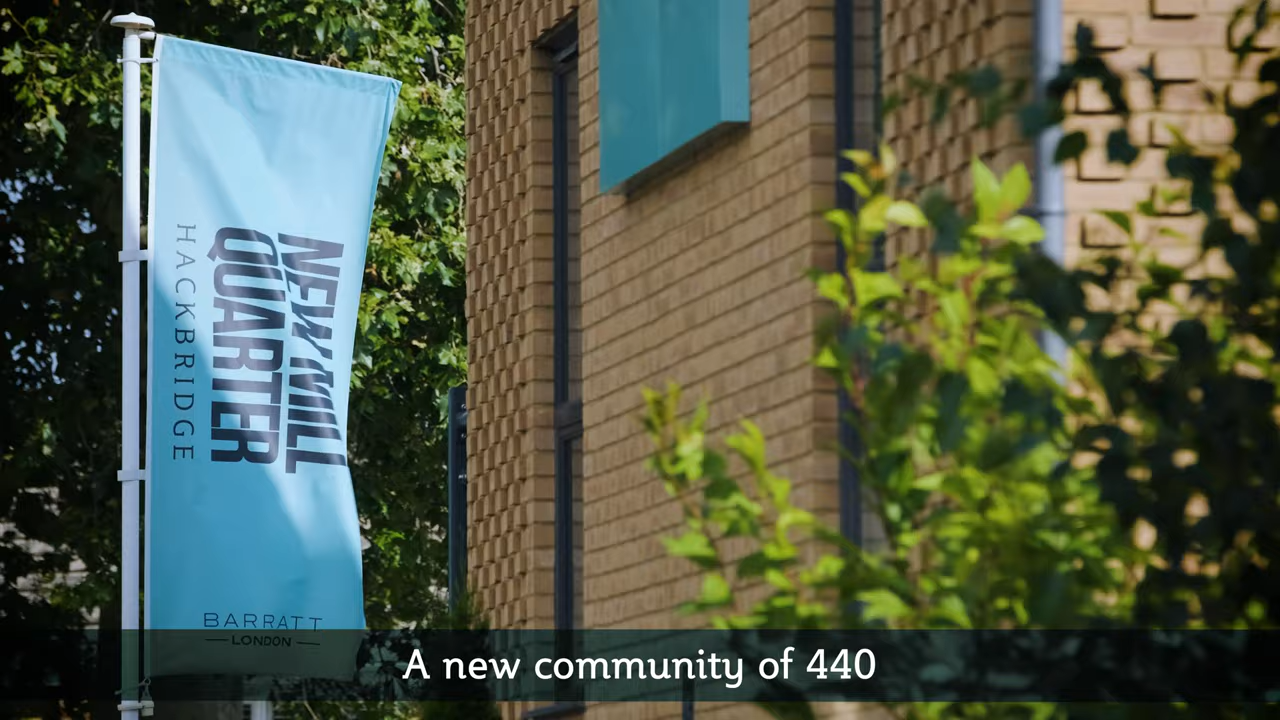 NEW MILL
QUARTER
HACKBRIDGE
BARRATT
LONDON
A new community of 440